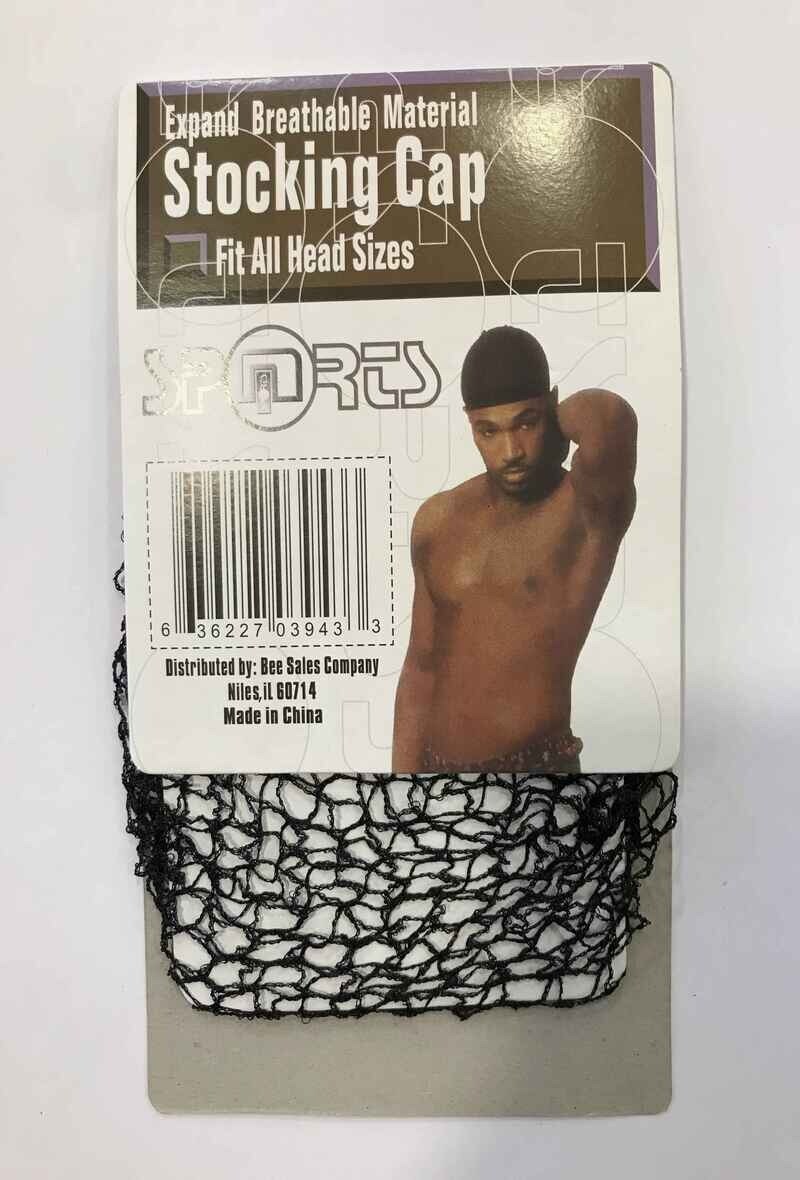 Expand Breathable Material
Stocking Cap
Fit All Head Sizes
SPORTS
6 36227 03943 3
Distributed by: Bee Sales Company
Niles,iL 60714
Made in China